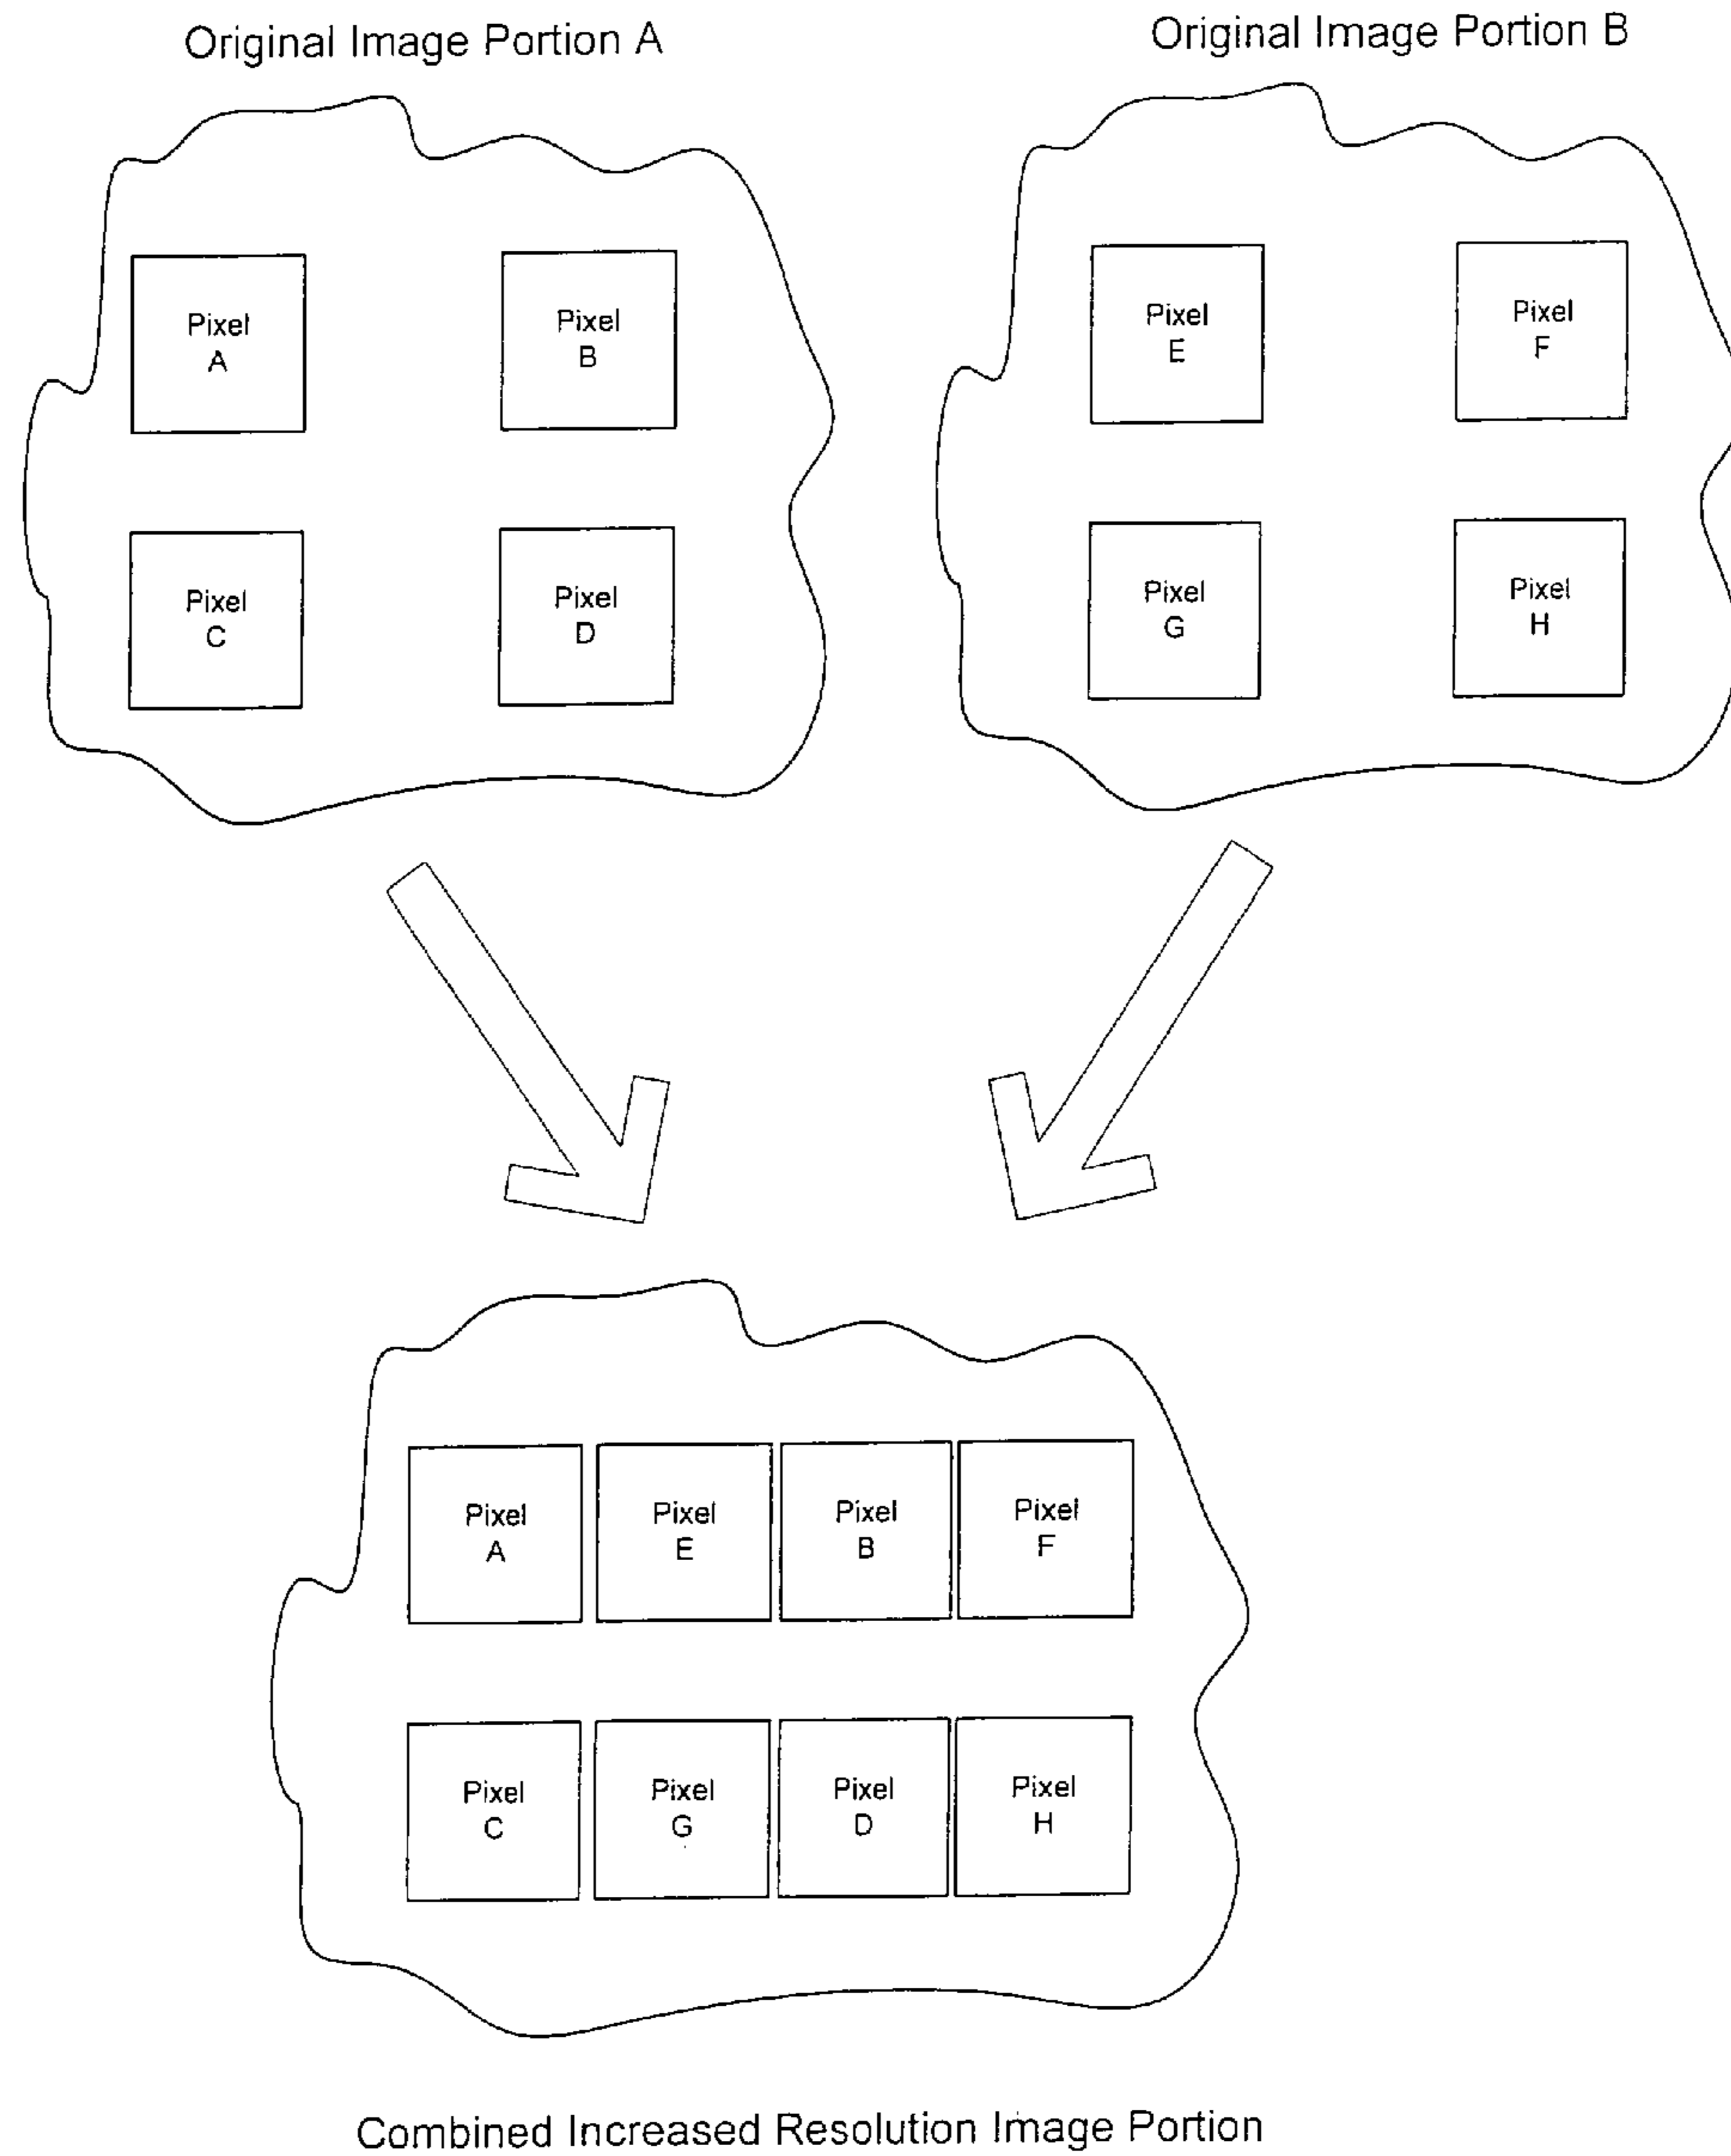 Original Image Portion A
Original Image Portion B
Pixel
A
Pixel
B
Pixel
E
Pixel
F
Pixel
C
Pixel
D
Pixel
G
Pixel
H
Pixel
A
Pixel
E
Pixel
B
Pixel
F
Pixel
C
Pixel
G
Pixel
D
Pixel
H
Combined Increased Resolution Image Portion